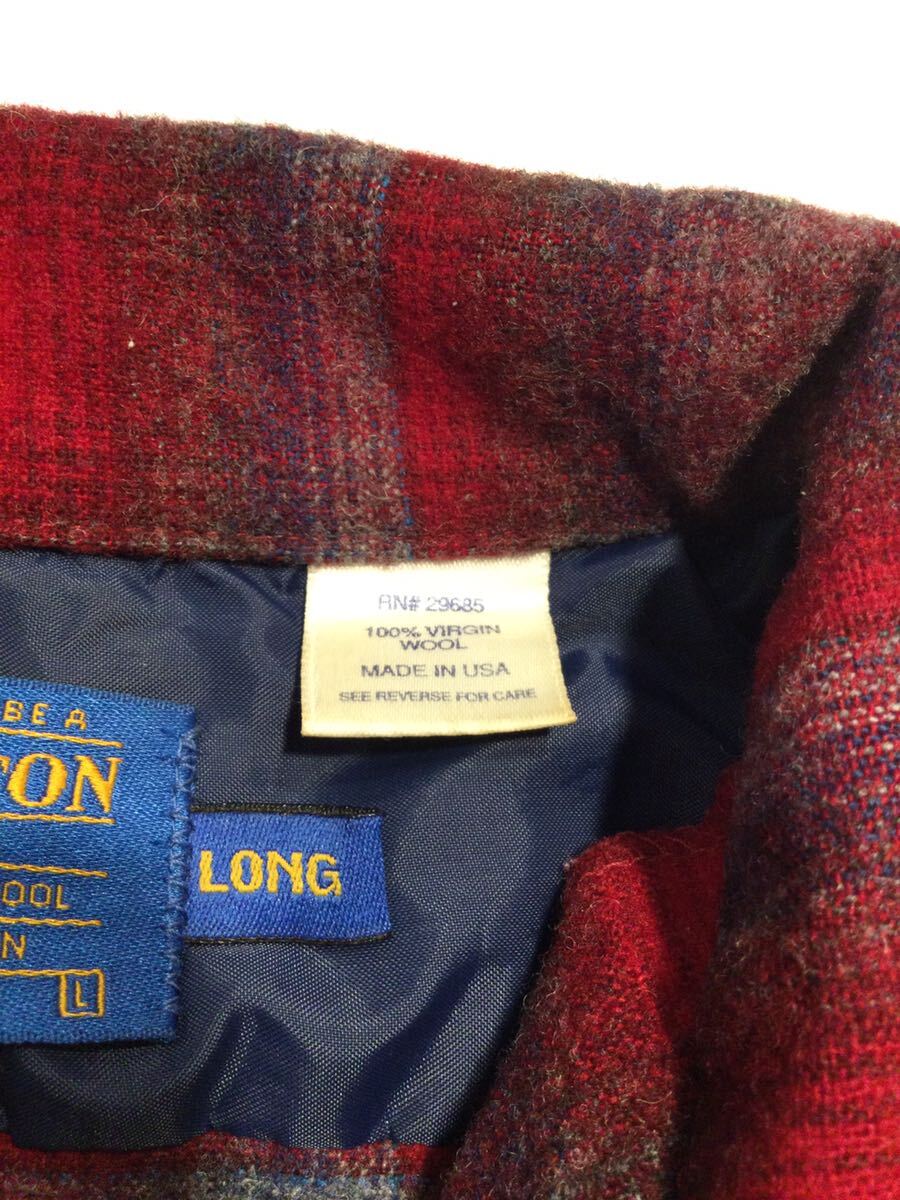 RN# 29685
100% VIRGIN
WOOL
MADE IN USA
SEE REVERSE FOR CARE
BE A
TON
OOL
N
L
LONG